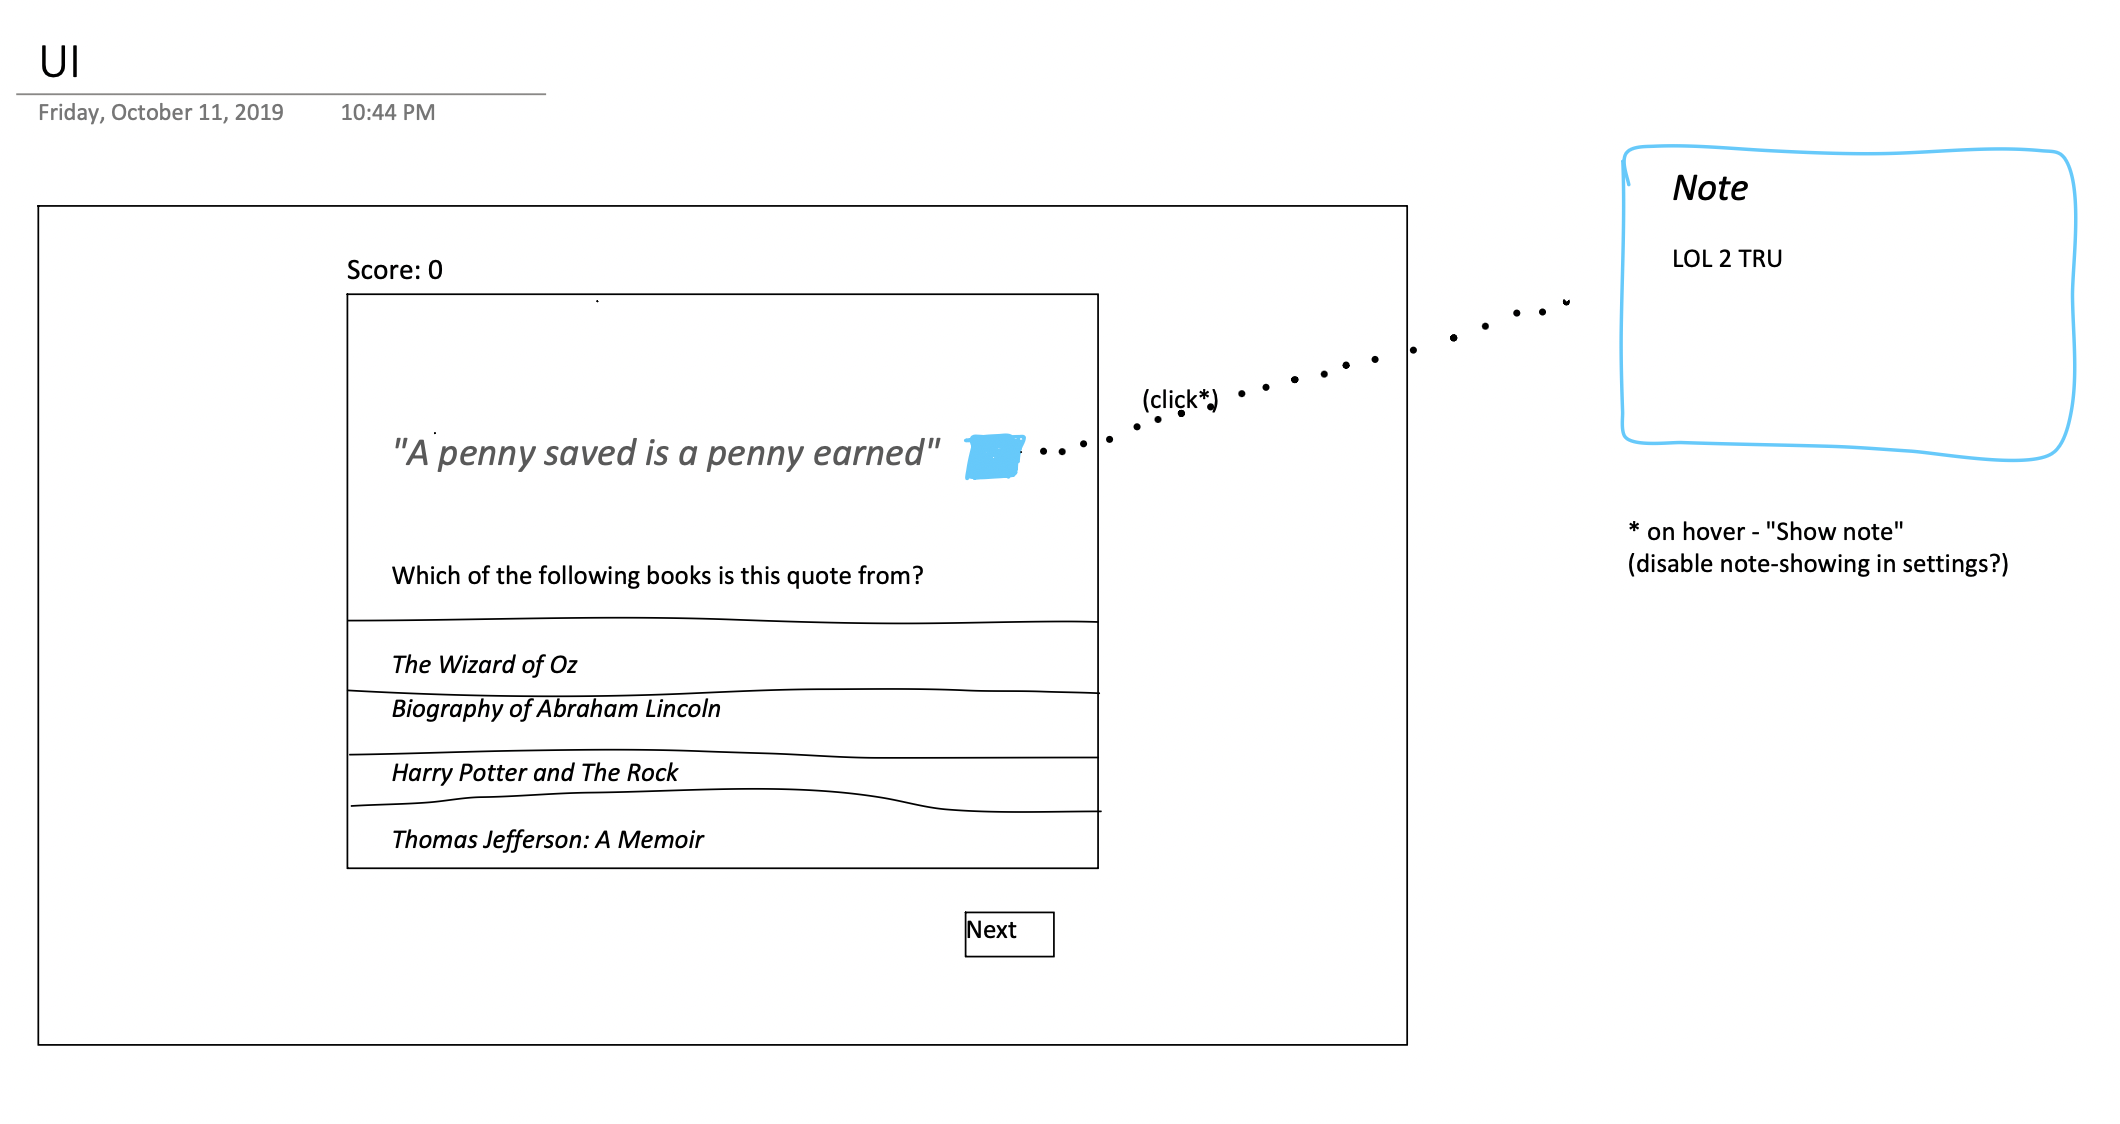 UI
Friday, October 11, 2019 10:44 PM
Score: 0
"A penny saved is a penny earned"
(click*)
Which of the following books is this quote from?
The Wizard of Oz
Biography of Abraham Lincoln
Harry Potter and The Rock
Thomas Jefferson: A Memoir
Next
Note
LOL 2 TRU
* on hover - "Show note"
(disable note-showing in settings?)